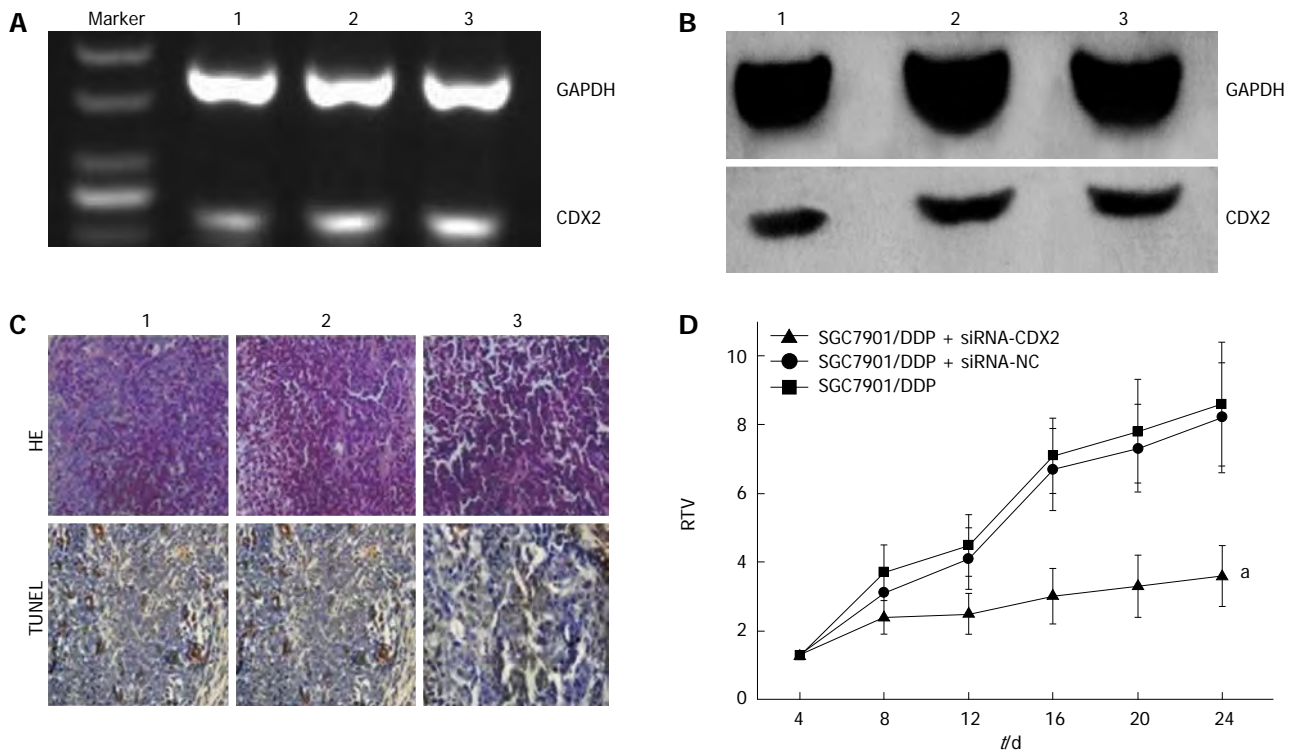 A
Marker 1 2 3
GAPDH
CDX2
B
1 2 3
GAPDH
CDX2
C
1 2 3
HE
TUNEL
D
SGC7901/DDP + siRNA-CDX2
SGC7901/DDP + siRNA-NC
SGC7901/DDP
10
8
6
4
2
0
RTV
a
4 8 12 16 20 24
t/d